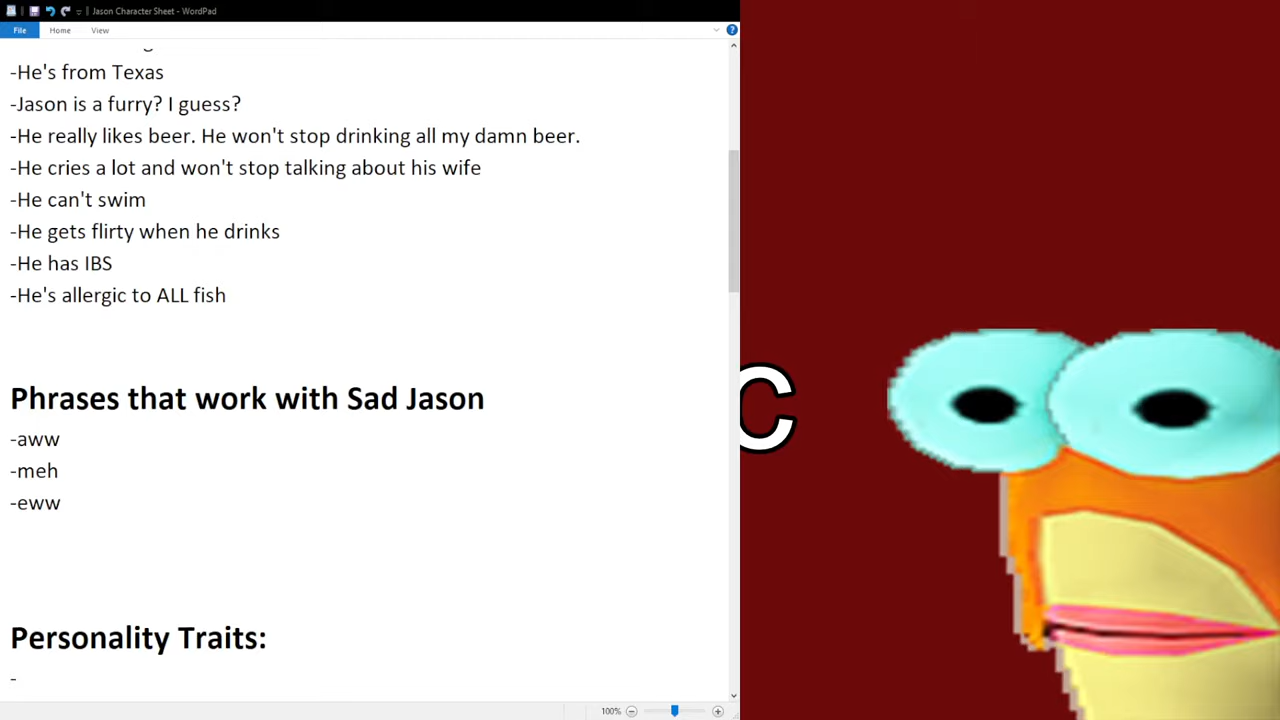 Jason Character Sheet - WordPad
File Home View
-He's from Texas
-Jason is a furry? I guess?
-He really likes beer. He won't stop drinking all my damn beer.
-He cries a lot and won't stop talking about his wife
-He can't swim
-He gets flirty when he drinks
-He has IBS
-He's allergic to ALL fish
Phrases that work with Sad Jason
-aww
-meh
-eww
C
Personality Traits:
-
100%